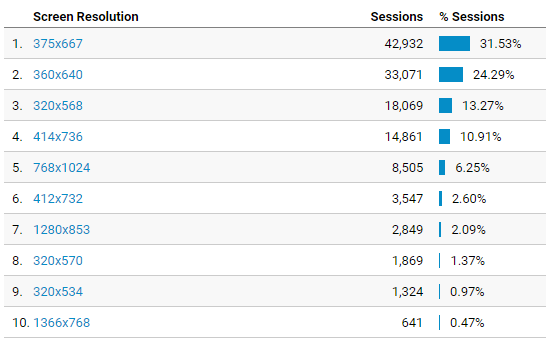 Screen Resolution Sessions % Sessions
1. 375x667 42,932 31.53%
2. 360x640 33,071 24.29%
3. 320x568 18,069 13.27%
4. 414x736 14,861 10.91%
5. 768x1024 8,505 6.25%
6. 412x732 3,547 2.60%
7. 1280x853 2,849 2.09%
8. 320x570 1,869 1.37%
9. 320x534 1,324 0.97%
10. 1366x768 641 0.47%